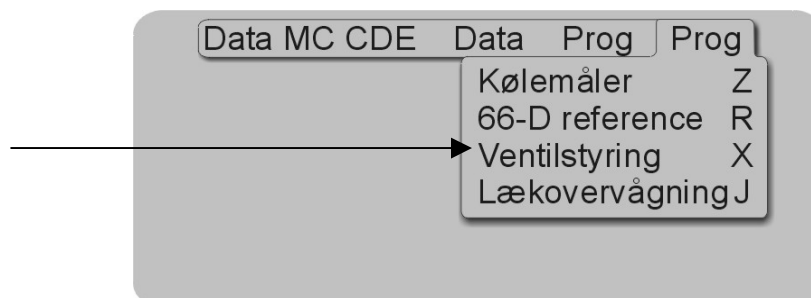 Data MC CDE Data Prog Prog
Kølemåler Z
66-D reference R
Ventilstyring X
Lækovervågning J